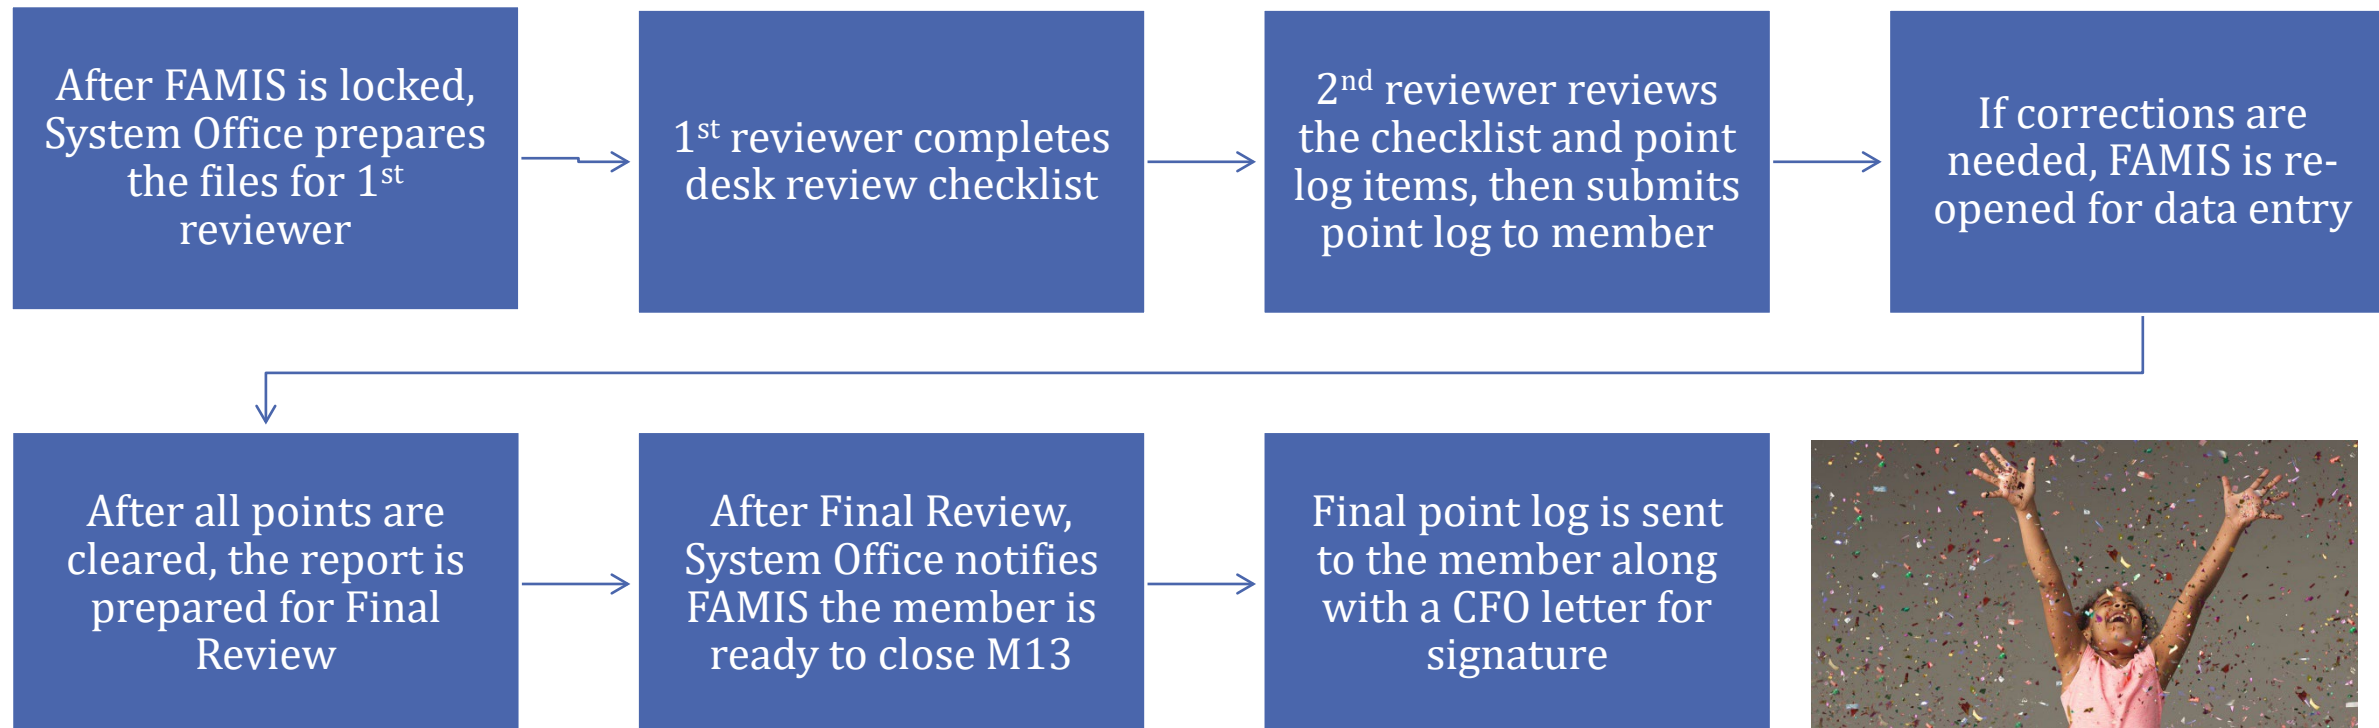 After FAMIS is locked,
System Office prepares
the files for 1st
reviewer
1st reviewer completes
desk review checklist
2nd reviewer reviews
the checklist and point
log items, then submits
point log to member
If corrections are
needed, FAMIS is re-
opened for data entry
After all points are
cleared, the report is
prepared for Final
Review
After Final Review,
System Office notifies
FAMIS the member is
ready to close M13
Final point log is sent
to the member along
with a CFO letter for
signature